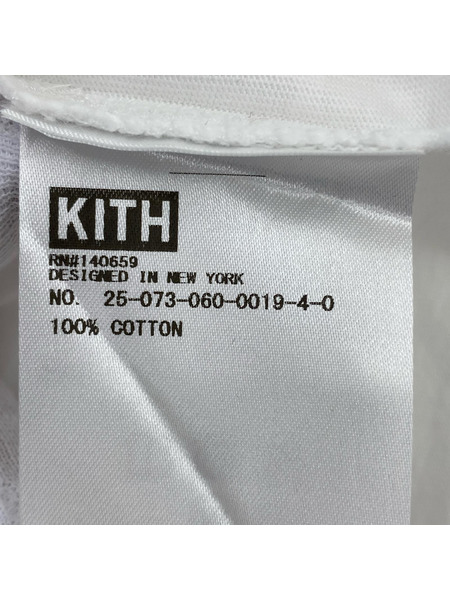 KITH
RN#140659
DESIGNED IN NEW YORK
NO. 25-073-060-0019-4-0
100% COTTON